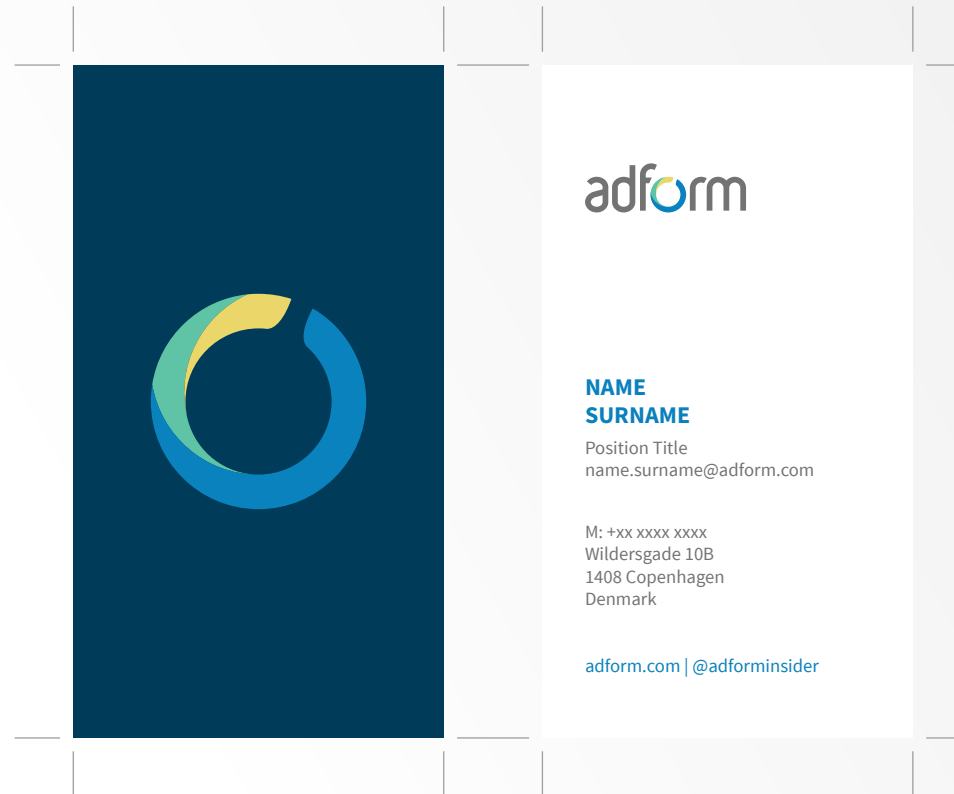 adform
NAME
SURNAME
Position Title
name.surname@adform.com
M: +xx xxxx xxxx
Wildersgade 10B
1408 Copenhagen
Denmark
adform.com | @adforminsider